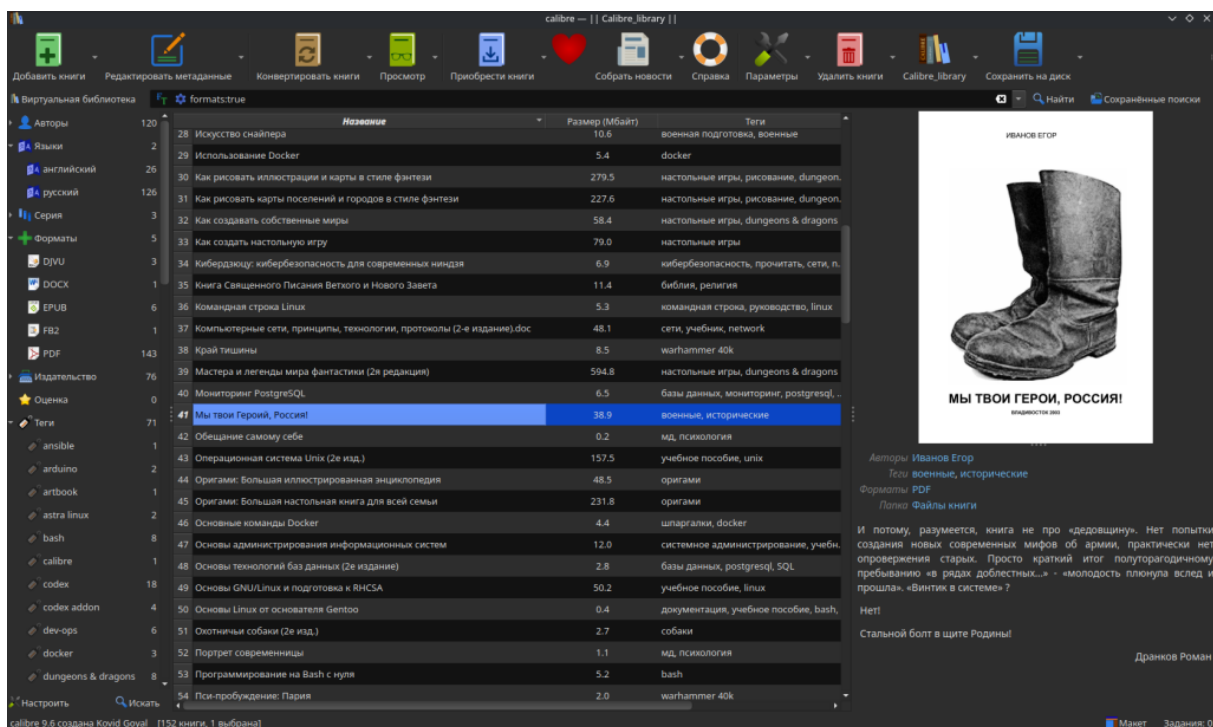 calibre — || Calibre_library ||
Добавить книги Редактировать метаданные Конвертировать книги Просмотр Приобрести книги Собрать новости Справка Параметры Удалить книги Calibre_library Сохранить на диск
Виртуальная библиотека formats:true Найти Сохранённые поиски
Авторы 120
Языки 2
английский 26
русский 126
Серия 3
Форматы 5
DJVU 3
DOCX 1
EPUB 6
FB2 1
PDF 143
Издательство 76
Оценка 0
Теги 71
ansible 1
arduino 2
artbook 1
astra linux 2
bash 8
calibre 1
codex 18
codex addon 4
dev-ops 6
docker 3
dungeons & dragons 8
Настроить Искать
Название Размер (Мбайт) Теги
28 Искусство снайпера 10.6 военная подготовка, военные
29 Использование Docker 5.4 docker
30 Как рисовать иллюстрации и карты в стиле фэнтези 279.5 настольные игры, рисование, dungeon.
31 Как рисовать карты поселений и городов в стиле фэнтези 227.6 настольные игры, рисование, dungeon.
32 Как создавать собственные миры 58.4 настольные игры, dungeons & dragons
33 Как создать настольную игру 79.0 настольные игры
34 Кибердзюцу: кибербезопасность для современных ниндзя 6.9 кибербезопасность, прочитать, сети, п.
35 Книга Священного Писания Ветхого и Нового Завета 11.4 библия, религия
36 Командная строка Linux 5.3 командная строка, руководство, linux
37 Компьютерные сети, принципы, технологии, протоколы (2-е издание).doc 48.1 сети, учебник, network
38 Край тишины 8.5 warhammer 40k
39 Мастера и легенды мира фантастики (2я редакция) 594.8 настольные игры, dungeons & dragons
40 Мониторинг PostgreSQL 6.5 базы данных, мониторинг, postgresql, ..
41 Мы твои Героий, Россия! 38.9 военные, исторические
42 Обещание самому себе 0.2 мд, психология
43 Операционная система Unix (2е изд.) 157.5 учебное пособие, unix
44 Оригами: Большая иллюстрированная энциклопедия 48.5 оригами
45 Оригами: Большая настольная книга для всей семьи 231.8 оригами
46 Основные команды Docker 4.4 шпаргалки, docker
47 Основы администрирования информационных систем 12.0 системное администрирование, учебн.
48 Основы технологий баз данных (2е издание) 2.8 базы данных, postgresql, SQL
49 Основы GNU/Linux и подготовка к RHCSA 50.2 учебное пособие, linux
50 Основы Linux от основателя Gentoo 0.4 документация, учебное пособие, bash,
51 Охотничьи собаки (2е изд.) 2.7 собаки
52 Портрет современницы 1.1 мд, психология
53 Программирование на Bash с нуля 5.2 bash
54 Пси-пробуждение: Пария 2.0 warhammer 40k
ИВАНОВ ЕГОР
МЫ ТВОИ ГЕРОИ, РОССИЯ!
ВЛАДИВОСТОК 2003
Авторы Иванов Егор
Теги военные, исторические
Форматы PDF
Папка Файлы книги
И потому, разумеется, книга не про «дедовщину». Нет попытки
создания новых современных мифов об армии, практически нет
опровержения старых. Просто краткий итог полуторагодичному
пребыванию «в рядах доблестных...» - «молодость плюнула вслед и
прошла». «Винтик в системе» ?
Нет!
Стальной болт в щите Родины!
Дранков Роман
calibre 9.6 создана Kovid Goyal [152 книги, 1 выбрана] Макет Задания: 0